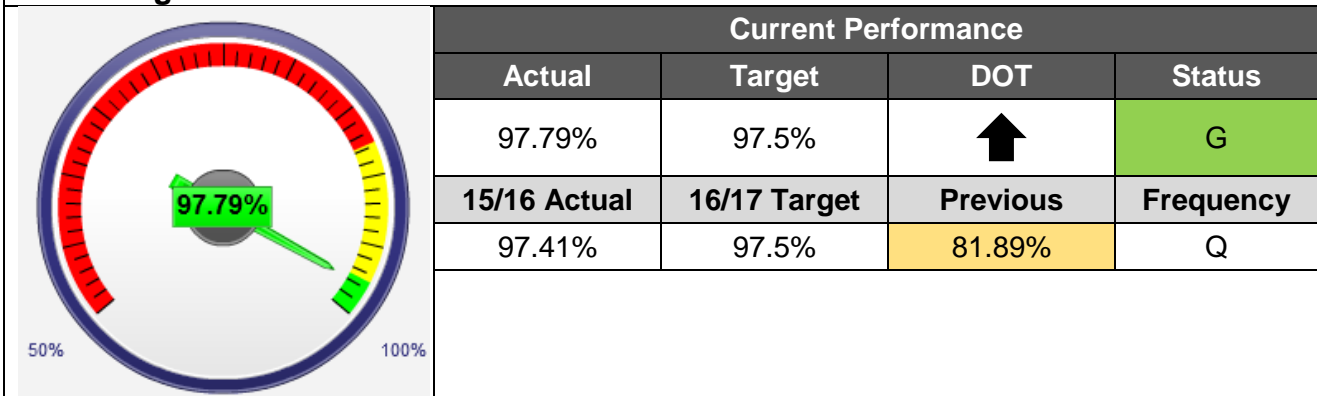 97.79%
50%
100%
Current Performance
Actual Target DOT Status
97.79% 97.5% G
15/16 Actual 16/17 Target Previous Frequency
97.41% 97.5% 81.89% Q